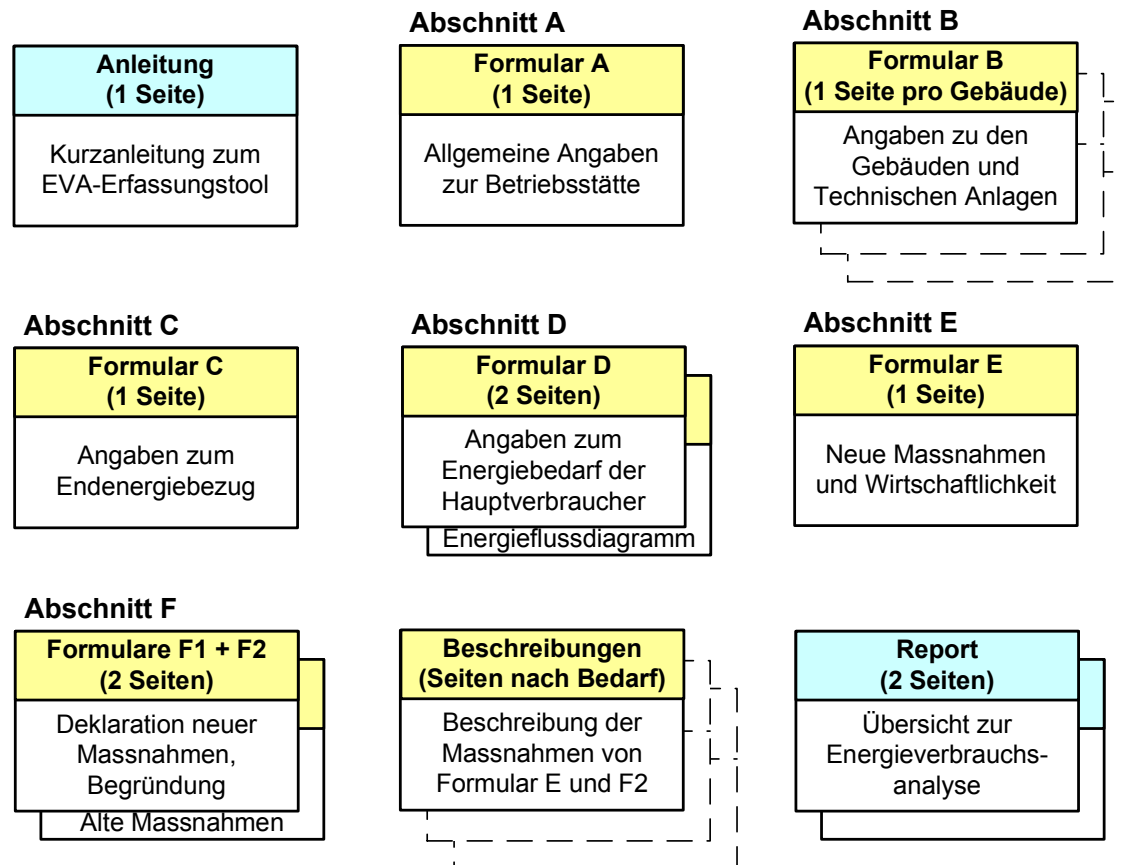 Anleitung
(1 Seite)
Kurzanleitung zum
EVA-Erfassungstool
Abschnitt A
Formular A
(1 Seite)
Allgemeine Angaben
zur Betriebsstätte
Abschnitt B
Formular B
(1 Seite pro Gebäude)
Angaben zu den
Gebäuden und
Technischen Anlagen
Abschnitt C
Formular C
(1 Seite)
Angaben zum
Endenergiebezug
Abschnitt D
Formular D
(2 Seiten)
Angaben zum
Energiebedarf der
Hauptverbraucher
Energieflussdiagramm
Abschnitt E
Formular E
(1 Seite)
Neue Massnahmen
und Wirtschaftlichkeit
Abschnitt F
Formulare F1 + F2
(2 Seiten)
Deklaration neuer
Massnahmen,
Begründung
Alte Massnahmen
Beschreibungen
(Seiten nach Bedarf)
Beschreibung der
Massnahmen von
Formular E und F2
Report
(2 Seiten)
Übersicht zur
Energieverbrauchs-
analyse